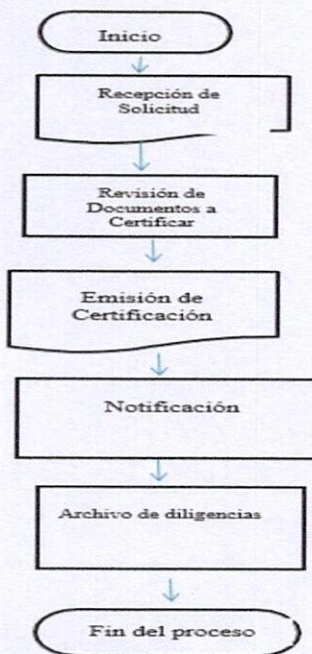 Inicio
Recepción de
Solicitud
Revisión de
Documentos a
Certificar
Emisión de
Certificación
Notificación
Archivo de diligencias
Fin del proceso